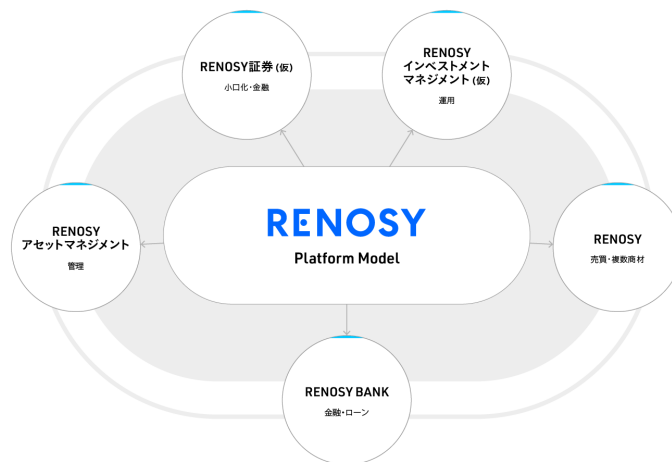 RENOSY証券(仮)
小口化・金融
RENOSY
インベストメント
マネジメント(仮)
運用
RENOSY
アセットマネジメント
管理
RENOSY
Platform Model
RENOSY
売買・複数商材
RENOSY BANK
金融・ローン